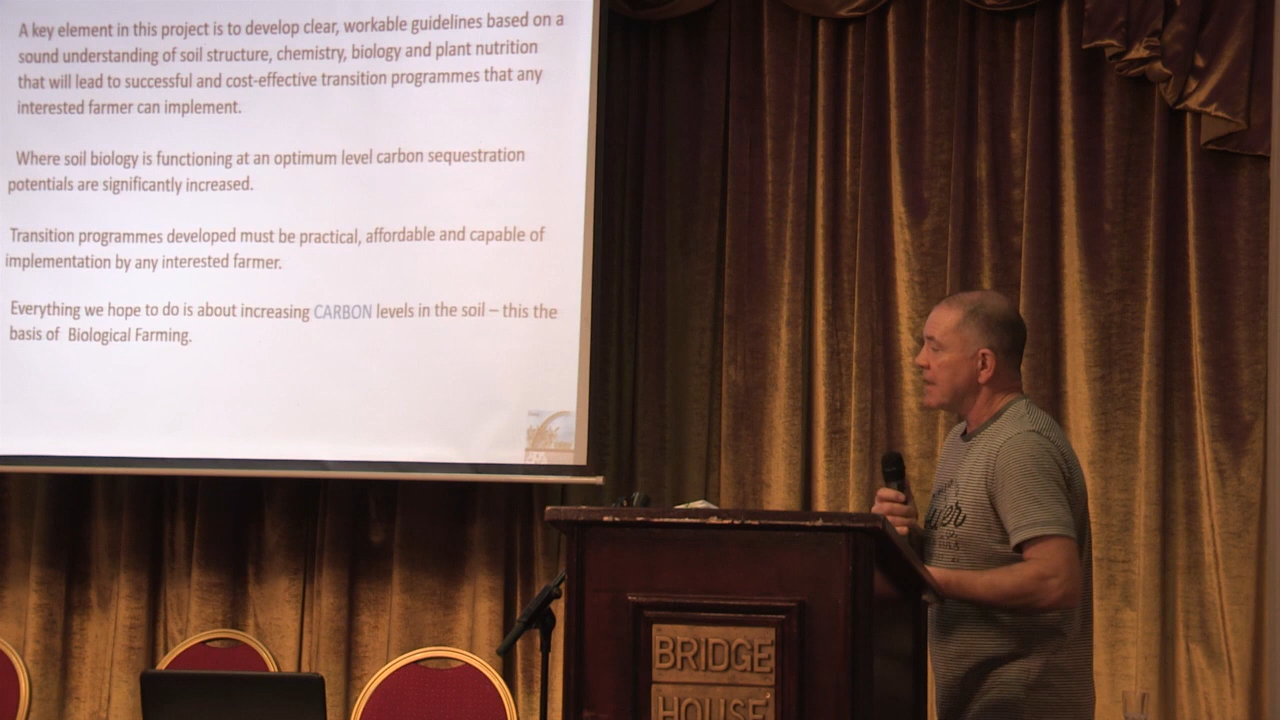 A key element in this project is to develop clear, workable guidelines based on a
sound understanding of soil structure, chemistry, biology and plant nutrition
that will lead to successful and cost-effective transition programmes that any
interested farmer can implement.
Where soil biology is functioning at an optimum level carbon sequestration
potentials are significantly increased.
Transition programmes developed must be practical, affordable and capable of
implementation by any interested farmer.
Everything we hope to do is about increasing CARBON levels in the soil – this the
basis of Biological Farming.
BRIDGE
HOUSE